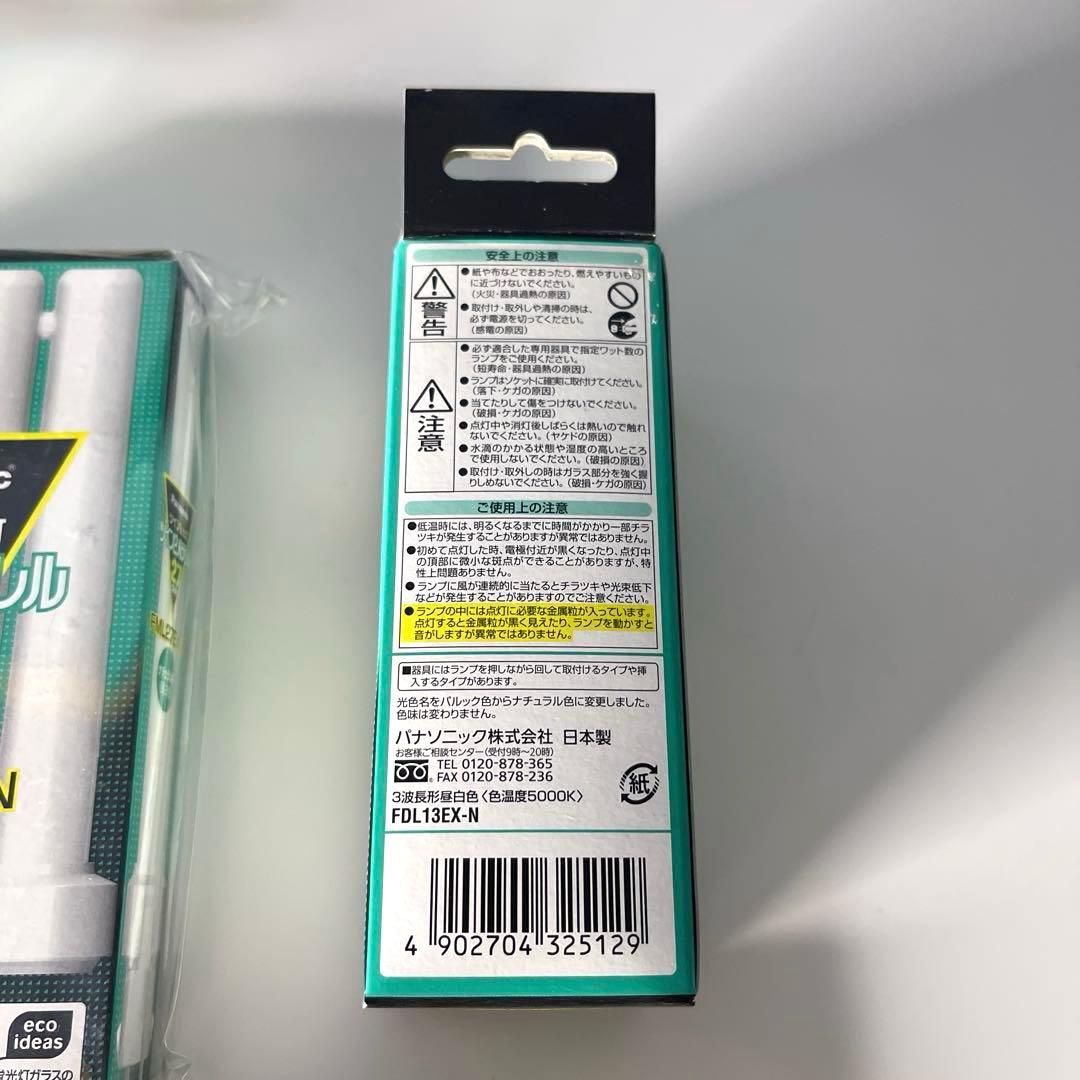 安全上の注意
警告
●紙や布などでおおったり、燃えやすいもの
に近づけないでください。
(火災・器具過熱の原因)
●取付け・取外しや清掃の時は、
必ず電源を切ってください。
(感電の原因)
注意
●必ず適合した専用器具で指定ワット数の
ランプをご使用ください。
(短寿命・器具過熱の原因)
●ランプはソケットに確実に取付けてください。
(落下・ケガの原因)
●当てたりして傷をつけないでください。
(破損・ケガの原因)
●点灯中や消灯後しばらくは熱いので触れ
ないでください。(ヤケドの原因)
●水滴のかかる状態や湿度の高いところ
で使用しないでください。(破損の原因)
●取付け・取外しの時はガラス部分を強く握
りしめないでください。(破損・ケガの原因)
ご使用上の注意
●低温時には、明るくなるまでに時間がかかり一部チラ
ツキが発生することがありますが異常ではありません。
●初めて点灯した時、電極付近が黒くなったり、点灯中
の頂部に微小な斑点ができることがありますが、特
性上問題ありません。
●ランプに風が連続的に当たるとチラツキや光束低下
などが発生することがありますのでご注意ください。
●ランプの中には点灯に必要な金属粒が入っています。
点灯すると金属粒が黒く見えたり、ランプを動かすと
音がしますが異常ではありません。
■器具にはランプを押しながら回して取付けるタイプや挿
入するタイプがあります。
光色名をパルック色からナチュラル色に変更しました。
色味は変わりません。
パナソニック株式会社 日本製
お客様ご相談センター(受付9時〜20時)
TEL 0120-878-365
FAX 0120-878-236
紙
3波長形昼白色〈色温度5000K〉
FDL13EX-N
4 902704 325129
c
ル
27
N
eco
ideas
蛍光灯ガラスの